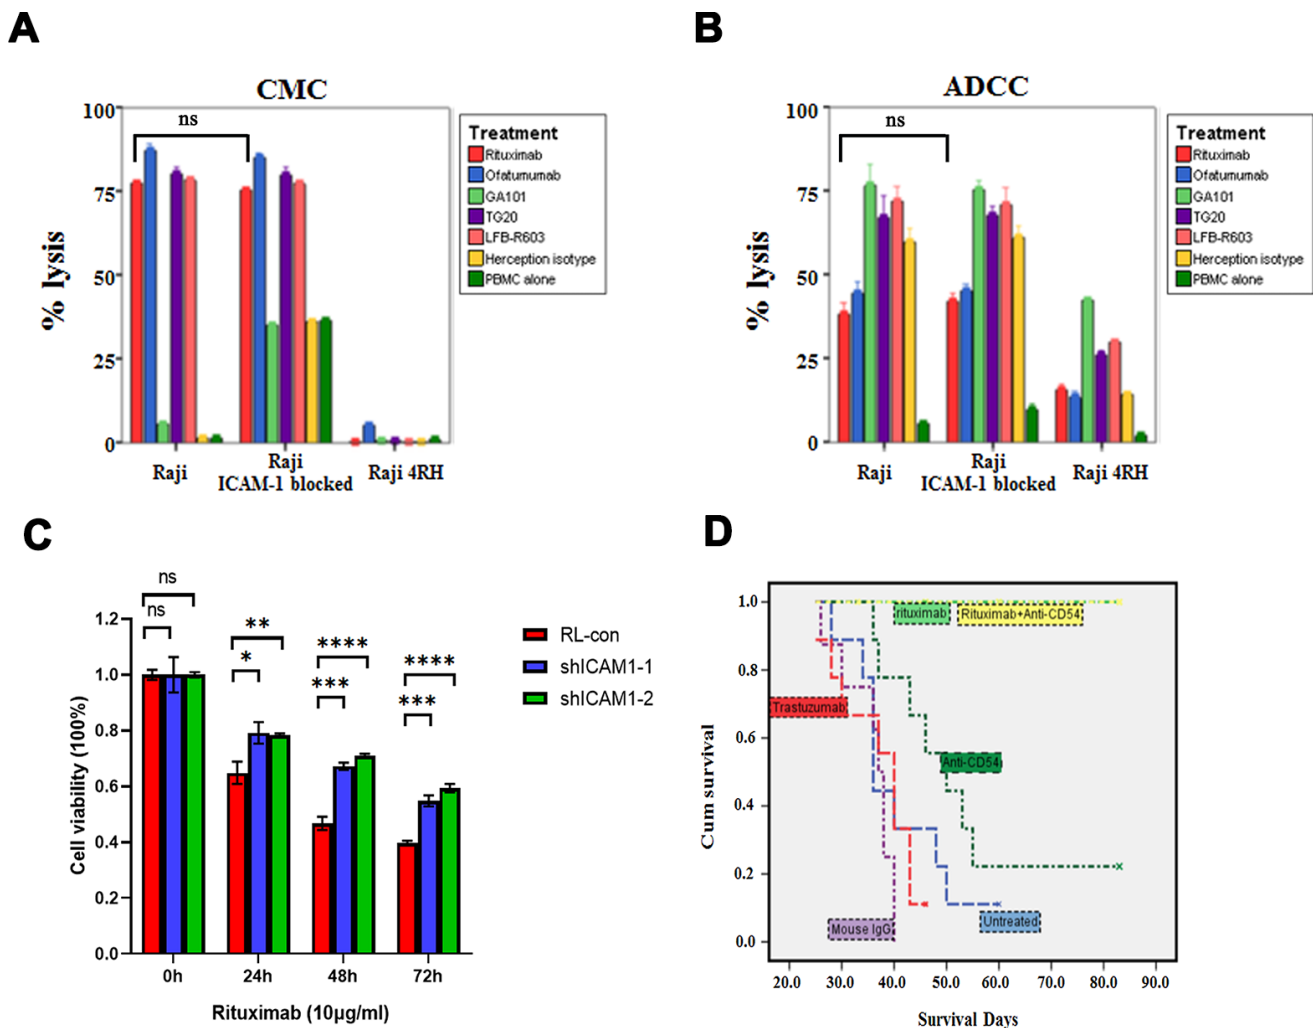 A
CMC
100
75
50
25
0
% lysis
ns
Raji
Raji
ICAM-1 blocked
Raji 4RH
Treatment
Rituximab
Ofatumumab
GA101
TG20
LFB-R603
Herception isotype
PBMC alone
B
ADCC
100
75
50
25
0
% lysis
ns
Raji
Raji
ICAM-1 blocked
Raji 4RH
Treatment
Rituximab
Ofatumumab
GA101
TG20
LFB-R603
Herception isotype
PBMC alone
C
ns
ns
** 
*
****
***
****
***
1.2
1.0
0.8
0.6
0.4
0.2
0.0
Cell viability (100%)
0h 24h 48h 72h
Rituximab (10μg/ml)
RL-con
shICAM1-1
shICAM1-2
D
1.0
0.8
0.6
0.4
0.2
0.0
Cum survival
rituximab
Rituximab+Anti-CD54
Trastuzumab
Anti-CD54
Mouse IgG
Untreated
20.0 30.0 40.0 50.0 60.0 70.0 80.0 90.0
Survival Days